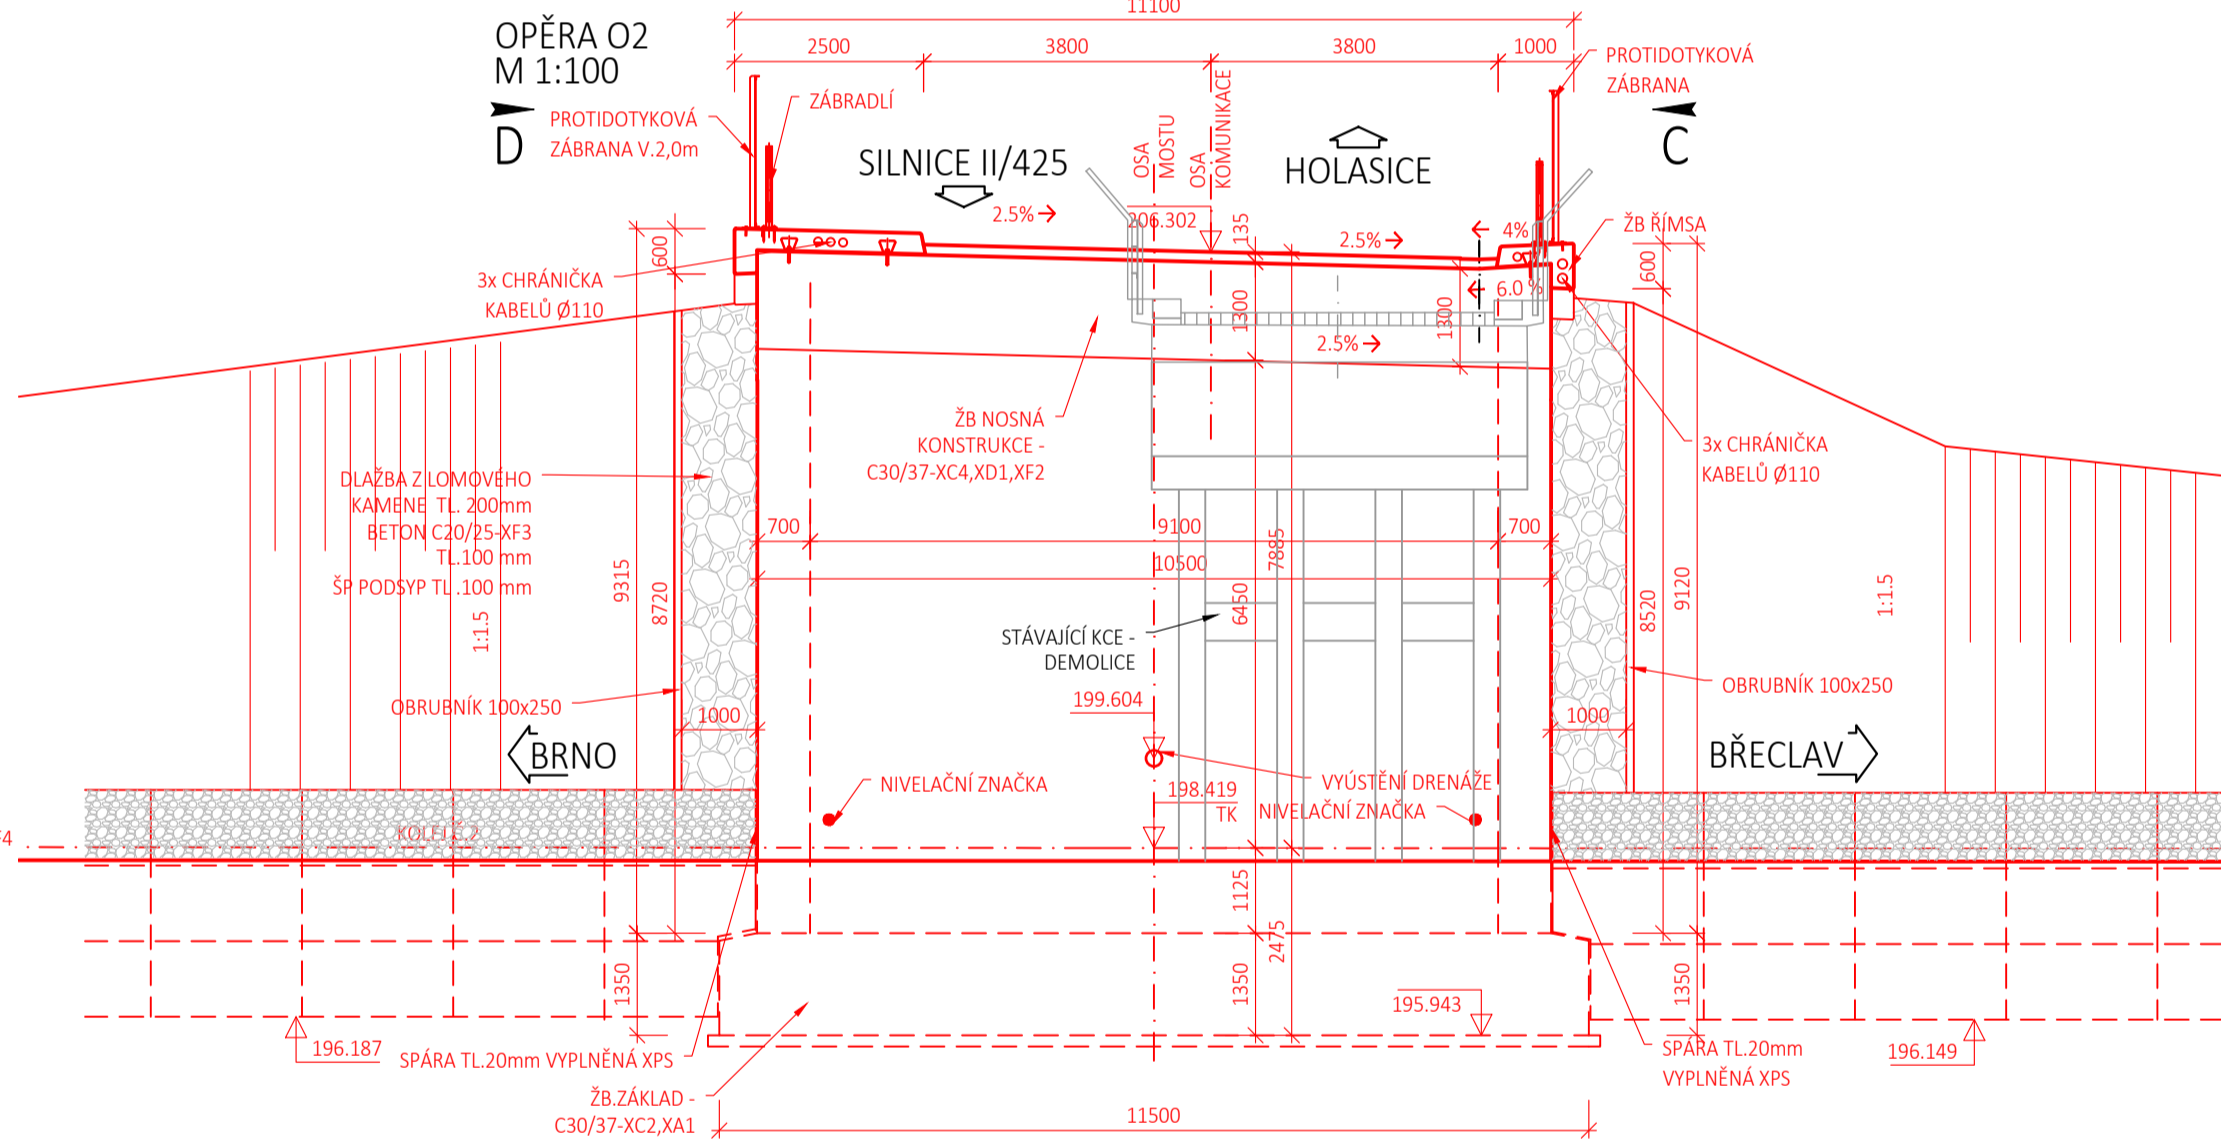 11100
OPĚRA O2
M 1:100
2500
3800
3800
1000
PROTIDOTYKOVÁ
ZÁBRANA
ZÁBRADLÍ
D
PROTIDOTYKOVÁ
ZÁBRANA V.2,0m
OSA
MOSTU
OSA
KOMUNIKACE
C
SILNICE II/425
HOLASICE
2.5%
206.302
135
2.5%
4%
ŽB ŘÍMSA
600
600
3x CHRÁNIČKA
KABELŮ Ø110
6.0 %
1300
1300
2.5%
ŽB NOSNÁ
KONSTRUKCE -
C30/37-XC4,XD1,XF2
3x CHRÁNIČKA
KABELŮ Ø110
DLAŽBA Z LOMOVÉHO
KAMENE TL. 200mm
BETON C20/25-XF3
TL.100 mm
ŠP PODSYP TL .100 mm
700
9100
700
7885
10500
9315
8720
6450
8520
9120
1:1.5
1:1.5
STÁVAJÍCÍ KCE -
DEMOLICE
199.604
OBRUBNÍK 100x250
1000
1000
OBRUBNÍK 100x250
BRNO
BŘECLAV
NIVELAČNÍ ZNAČKA
198.419
TK
VYÚSTĚNÍ DRENÁŽE
NIVELAČNÍ ZNAČKA
KOLEJ Č.2
1125
2475
1350
1350
1350
195.943
196.187
SPÁRA TL.20mm VYPLNĚNÁ XPS
SPÁRA TL.20mm
VYPLNĚNÁ XPS
196.149
ŽB.ZÁKLAD -
C30/37-XC2,XA1
11500